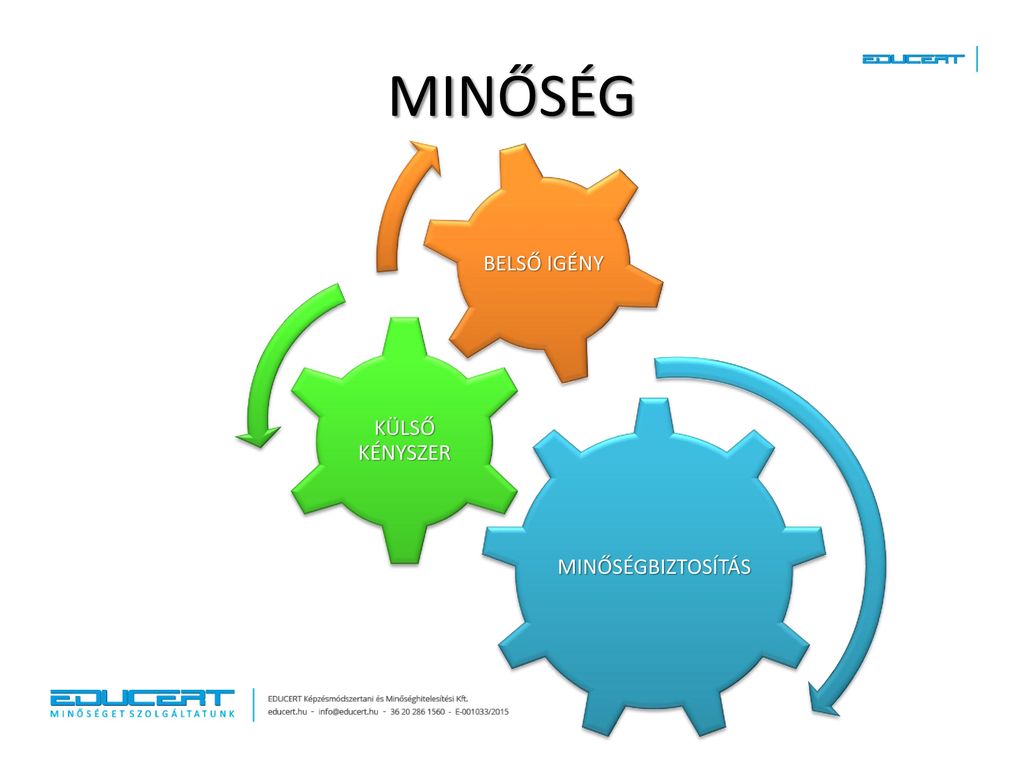 EDUCERT
MINŐSÉG
BELSŐ IGÉNY
KÜLSŐ
KÉNYSZER
MINŐSÉGBIZTOSÍTÁS
EDUCERT
MINŐSÉGET SZOLGÁLTATUNK
EDUCERT Képzésmódszertani és Minőséghitelesítési Kft.
educert.hu - info@educert.hu - 36 20 286 1560 - E-001033/2015